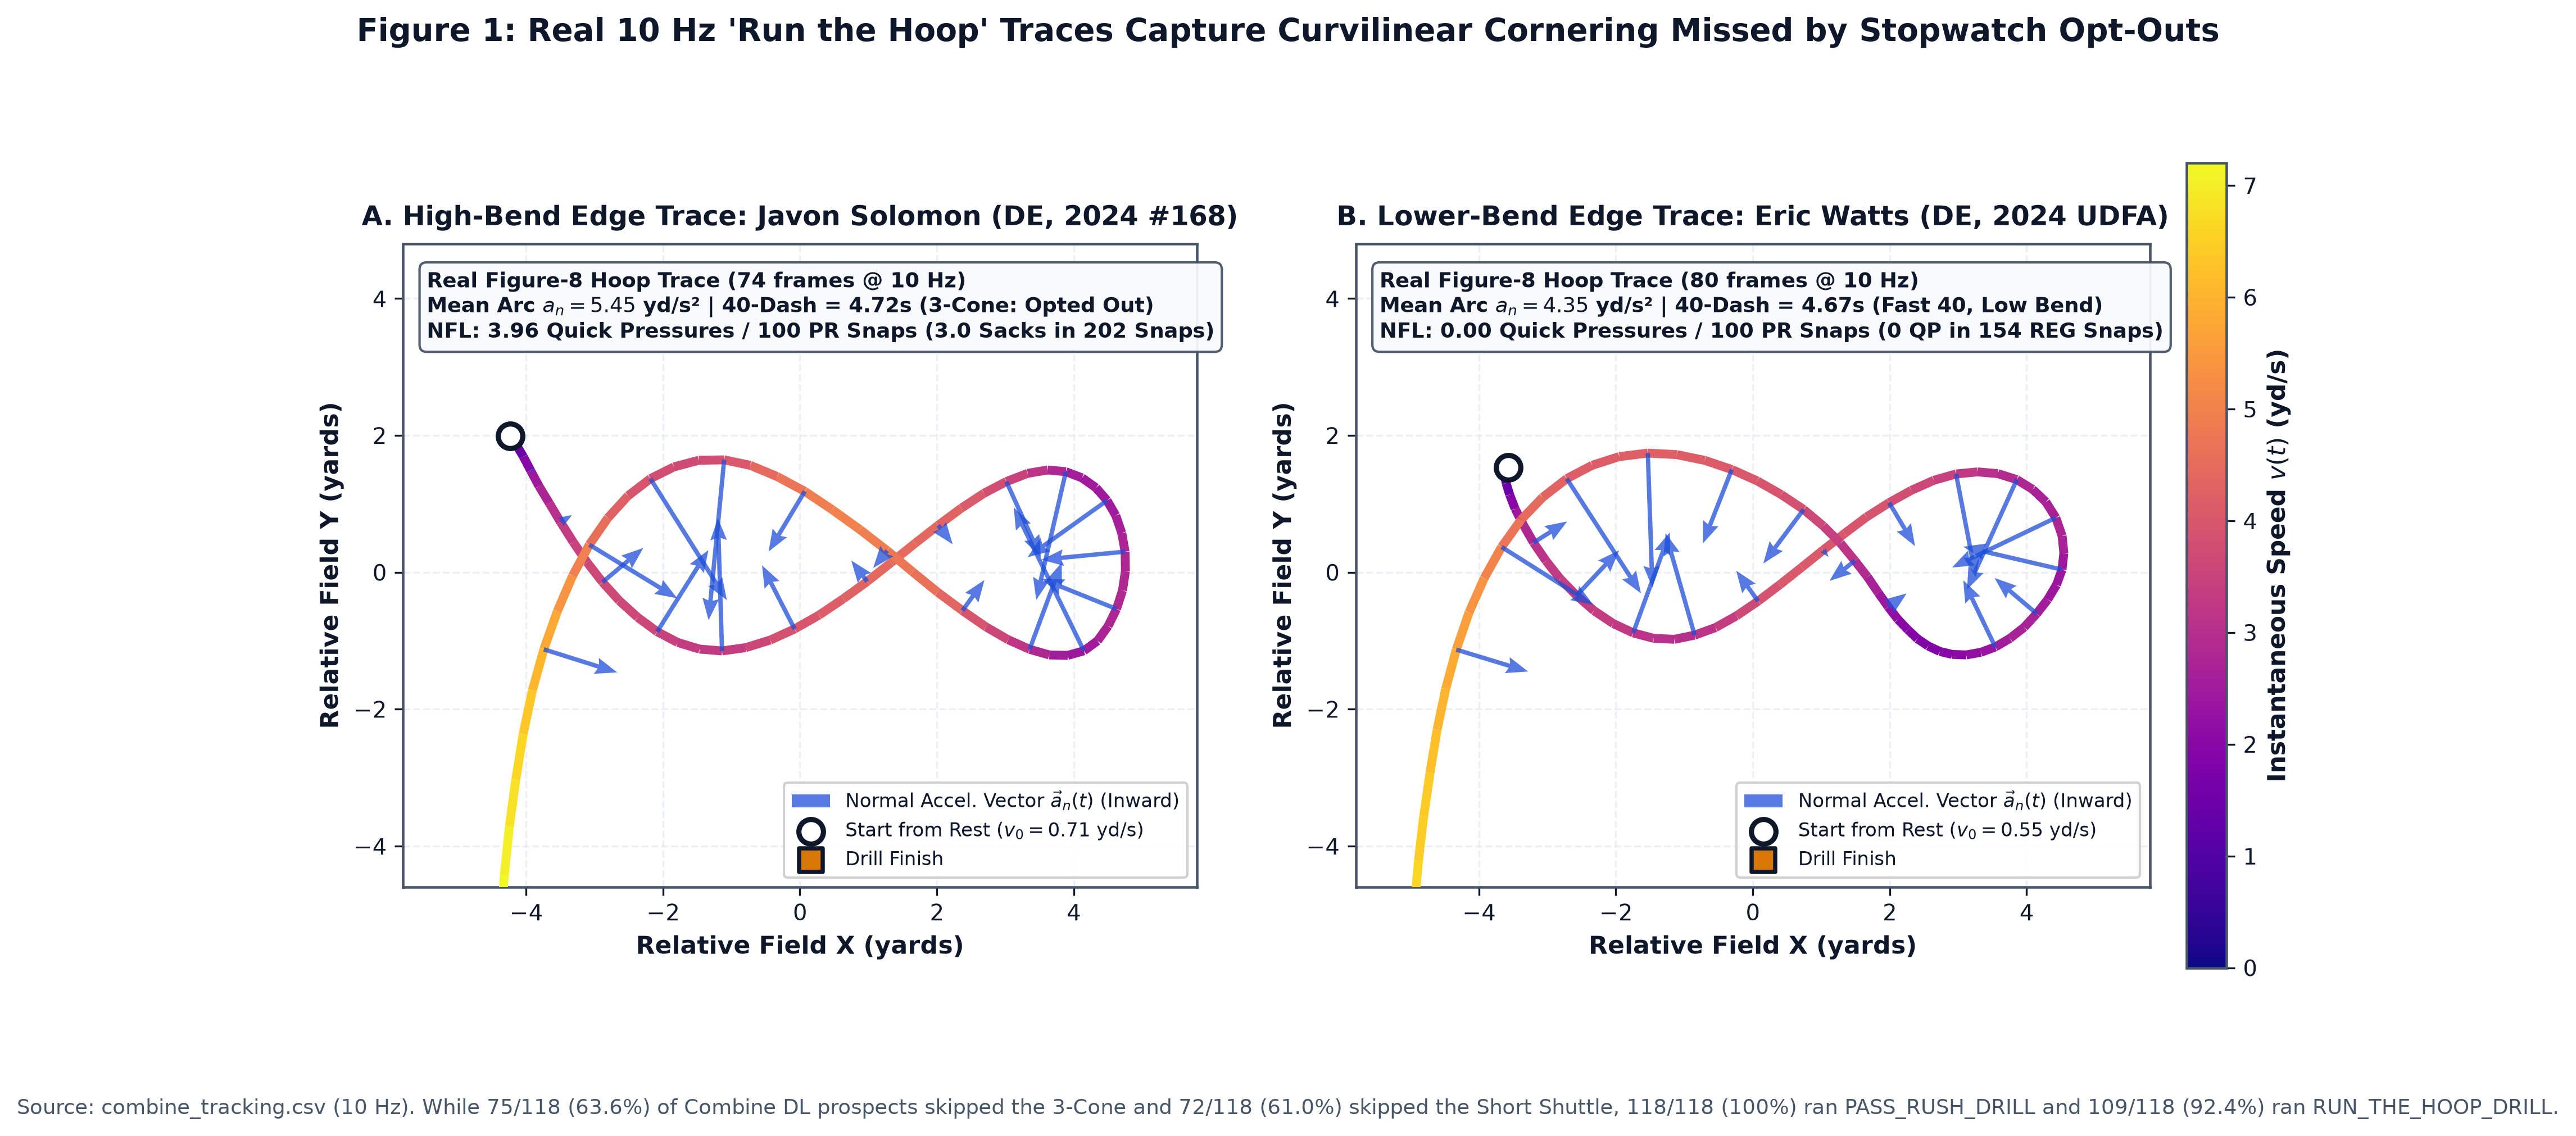 Figure 1: Real 10 Hz 'Run the Hoop' Traces Capture Curvilinear Cornering Missed by Stopwatch Opt-Outs
A. High-Bend Edge Trace: Javon Solomon (DE, 2024 #168)
Real Figure-8 Hoop Trace (74 frames @ 10 Hz)
Mean Arc aₙ = 5.45 yd/s² | 40-Dash = 4.72s (3-Cone: Opted Out)
NFL: 3.96 Quick Pressures / 100 PR Snaps (3.0 Sacks in 202 Snaps)
Relative Field Y (yards)
4
2
0
−2
−4
Normal Accel. Vector a⃗ₙ(t) (Inward)
Start from Rest (v₀ = 0.71 yd/s)
Drill Finish
−4 −2 0 2 4
Relative Field X (yards)
B. Lower-Bend Edge Trace: Eric Watts (DE, 2024 UDFA)
Real Figure-8 Hoop Trace (80 frames @ 10 Hz)
Mean Arc aₙ = 4.35 yd/s² | 40-Dash = 4.67s (Fast 40, Low Bend)
NFL: 0.00 Quick Pressures / 100 PR Snaps (0 QP in 154 REG Snaps)
Relative Field Y (yards)
4
2
0
−2
−4
Normal Accel. Vector a⃗ₙ(t) (Inward)
Start from Rest (v₀ = 0.55 yd/s)
Drill Finish
−4 −2 0 2 4
Relative Field X (yards)
7
6
5
4
3
2
1
0
Instantaneous Speed v(t) (yd/s)
Source: combine_tracking.csv (10 Hz). While 75/118 (63.6%) of Combine DL prospects skipped the 3-Cone and 72/118 (61.0%) skipped the Short Shuttle, 118/118 (100%) ran PASS_RUSH_DRILL and 109/118 (92.4%) ran RUN_THE_HOOP_DRILL.